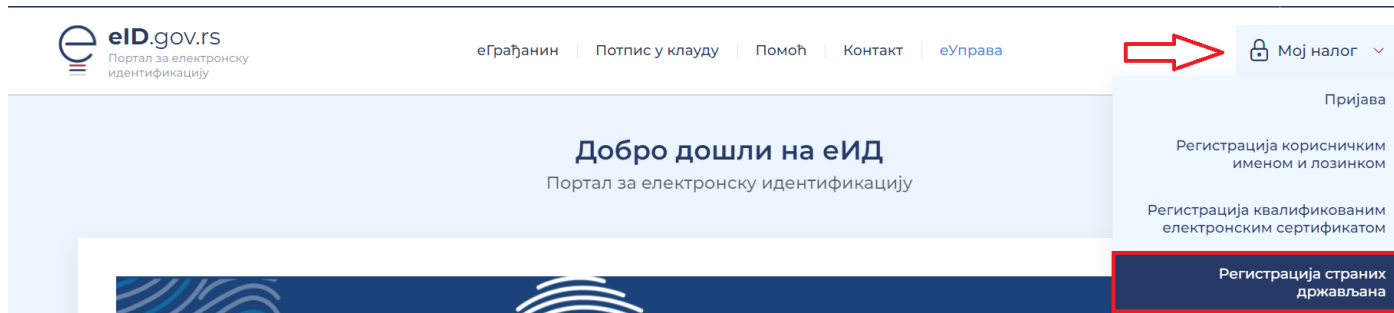 eID.gov.rs
Портал за електронску
идентификацију
еГрађанин
Потпис у клауду
Помоћ
Контакт
еУправа
Мој налог
Пријава
Регистрација корисничким
именом и лозинком
Регистрација квалификованим
електронским сертификатом
Регистрација страних
држављана
Добро дошли на еИД
Портал за електронску идентификацију